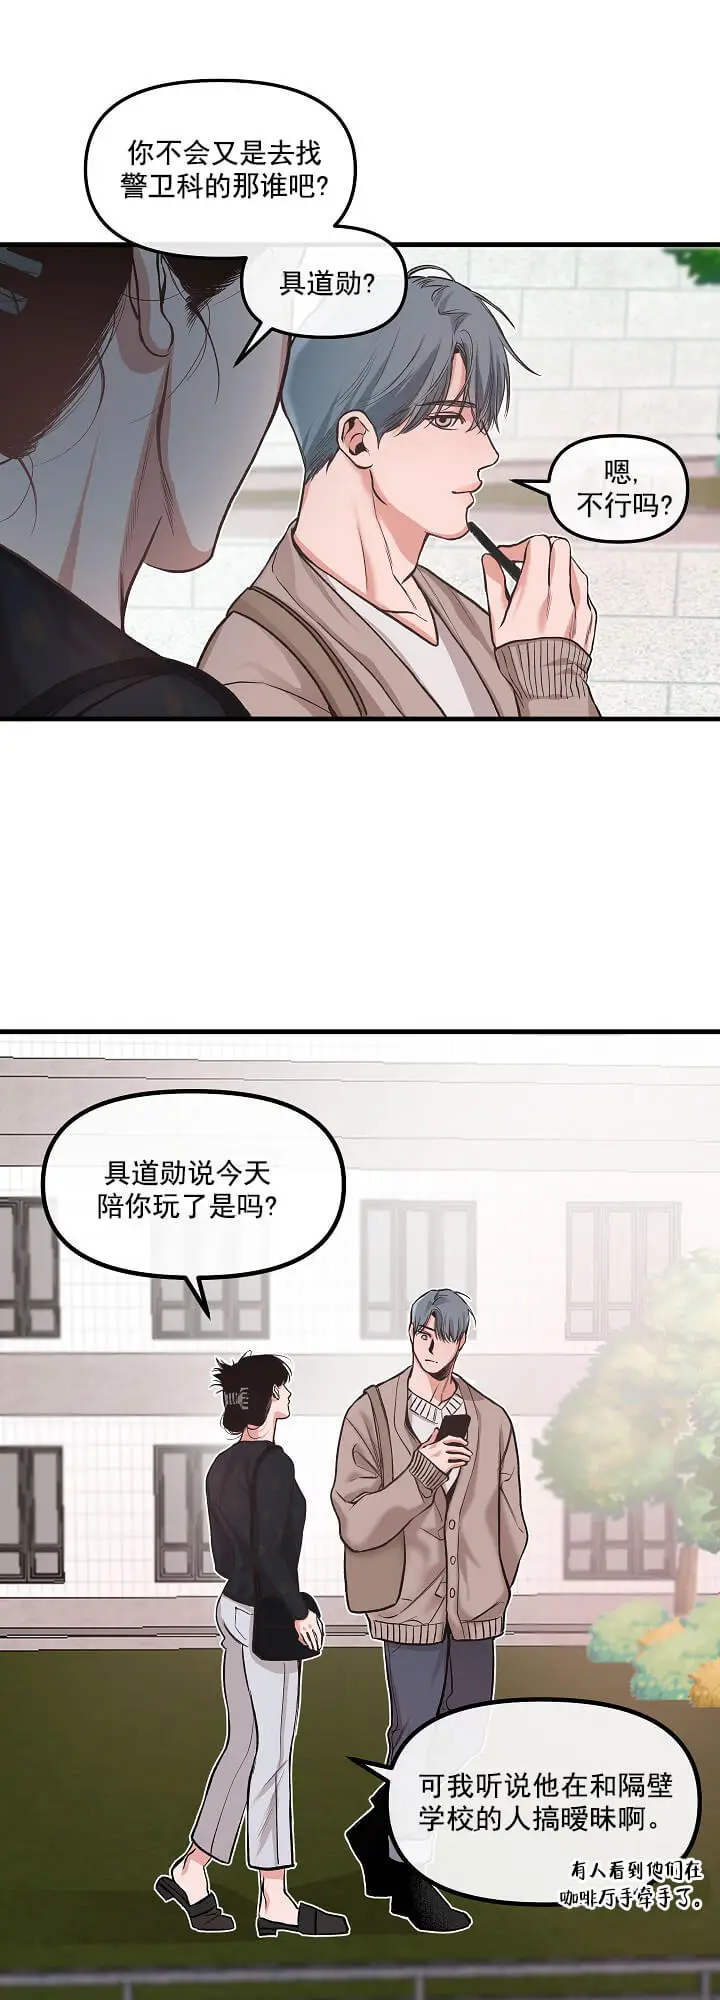 你不会又是去找
警卫科的那谁吧?
具道勋?
嗯,
不行吗?
具道勋说今天
陪你玩了是吗?
可我听说他在和隔壁
学校的人搞暧昧啊。
有人看到他们在
咖啡厅手牵手了。